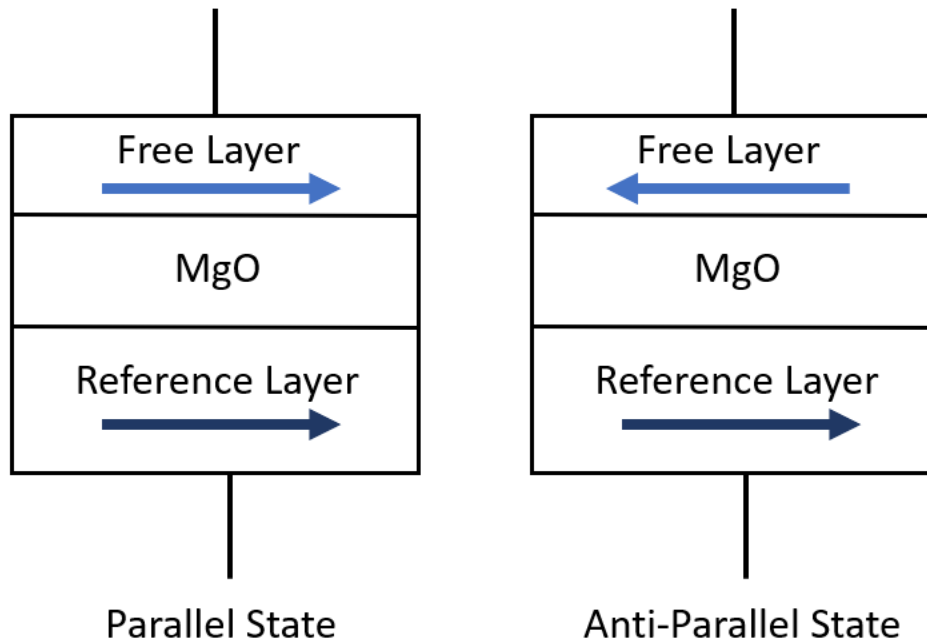 Free Layer
MgO
Reference Layer
Parallel State
Free Layer
MgO
Reference Layer
Anti-Parallel State